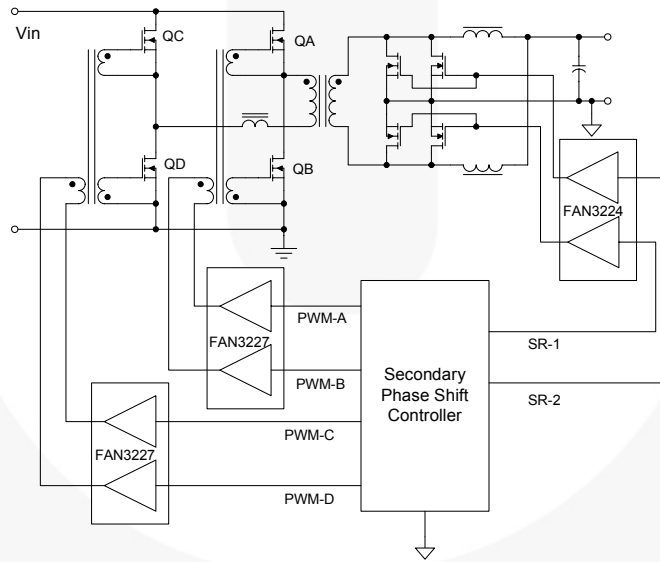 Vin
QC
QA
QD
QB
FAN3224
PWM-A
FAN3227
PWM-B
SR-1
Secondary
Phase Shift
Controller
SR-2
PWM-C
FAN3227
PWM-D